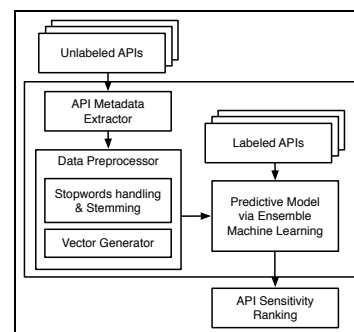 Unlabeled APIs
API Metadata
Extractor
Data Preprocessor
Stopwords handling
& Stemming
Vector Generator
Labeled APIs
Predictive Model
via Ensemble
Machine Learning
API Sensitivity
Ranking